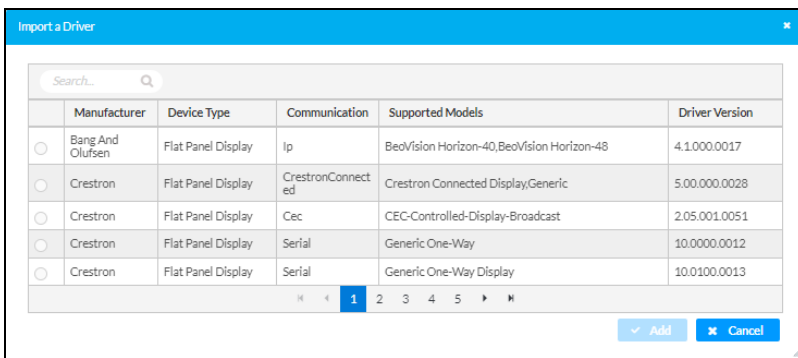 Import a Driver
Search...
Manufacturer Device Type Communication Supported Models Driver Version
Bang And
Olufsen Flat Panel Display Ip BeoVision Horizon-40,BeoVision Horizon-48 4.1.000.0017
Crestron Flat Panel Display CrestronConnect
ed Crestron Connected Display,Generic 5.00.000.0028
Crestron Flat Panel Display Cec CEC-Controlled-Display-Broadcast 2.05.001.0051
Crestron Flat Panel Display Serial Generic One-Way 10.0000.0012
Crestron Flat Panel Display Serial Generic One-Way Display 10.0100.0013
1 2 3 4 5
Add Cancel